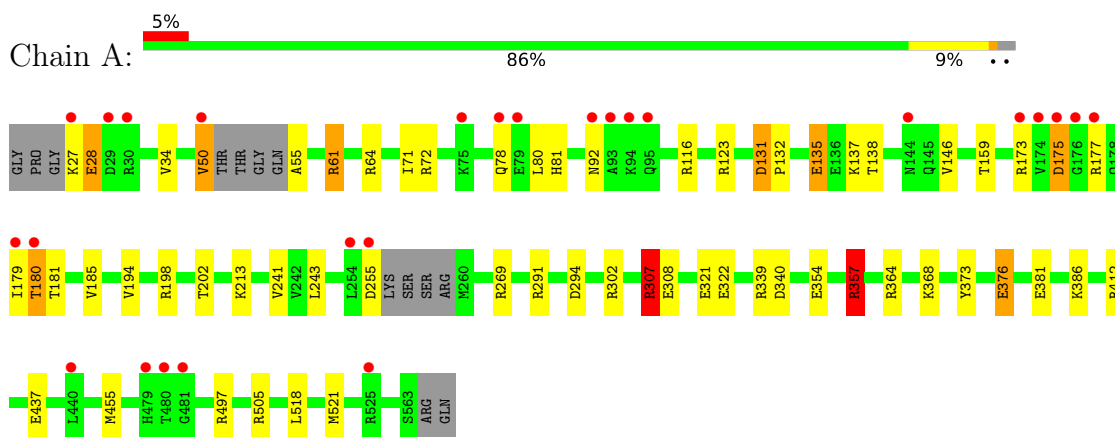 5%
Chain A:
86% 9% • •
GLY PRO GLY K27 E28 D29 R30 V34 V50 THR THR GLY GLN A55 R61 R64 I71 R72 K75 Q78 E79 L80 H81 N92 A93 K94 Q95 R116 R123 D131 P132 E135 E136 K137 T138 N144 Q145 V146 T159 R173 V174 D175 G176 R177 Q178
I179 T180 T181 V185 V194 R198 T202 K213 V241 V242 L243 L254 D255 LYS SER SER ARG M260 R269 R291 D294 R302 R307 E308 E321 E322 R339 D340 E354 R357 R364 K368 Y373 E376 E381 K386
E437 L440 M455 H479 T480 G481 R497 R505 L518 M521 R525 S563 ARG GLN